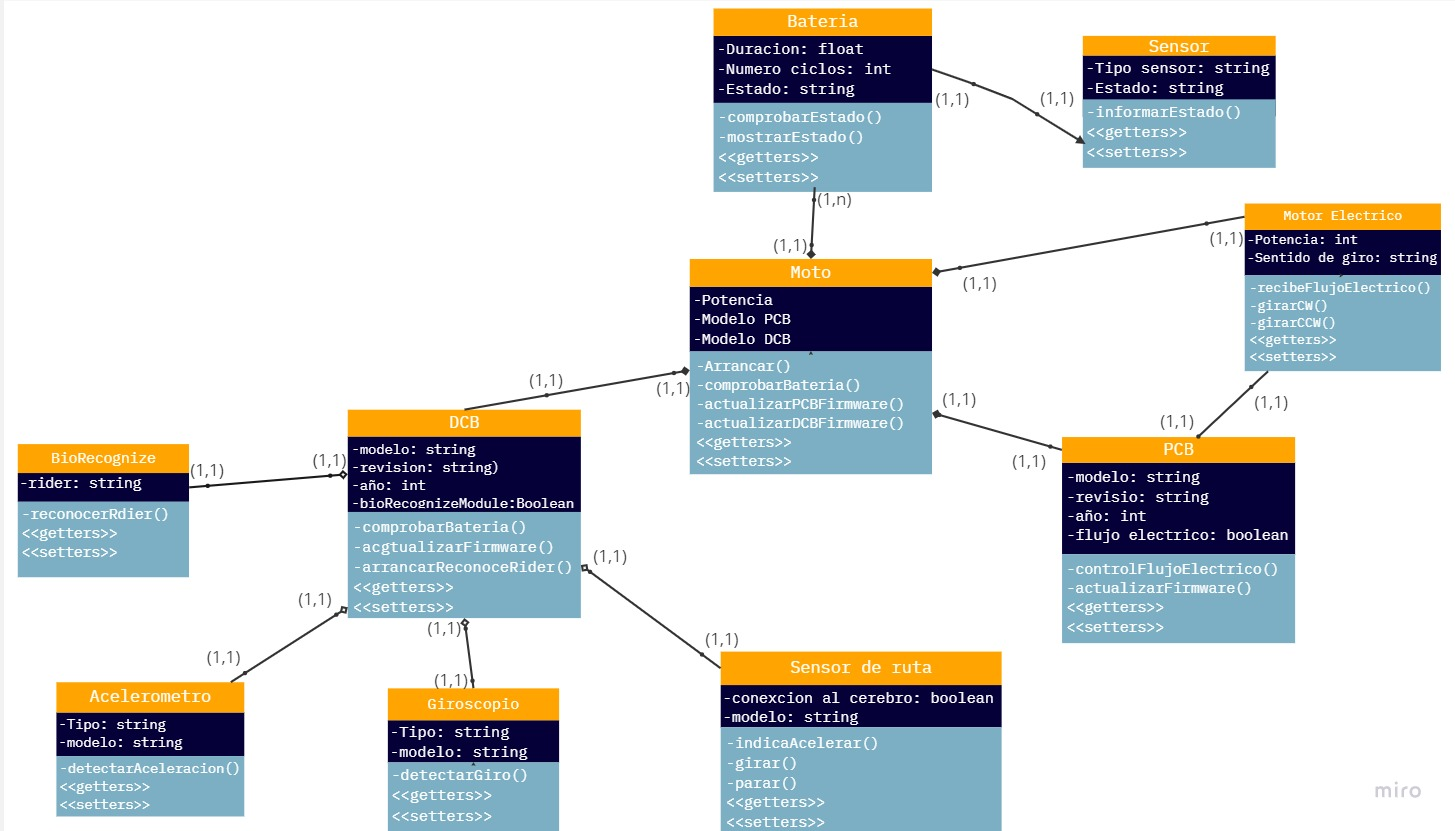 Bateria
-Duracion: float
-Numero ciclos: int
-Estado: string
-comprobarEstado()
-mostrarEstado()
<<getters>>
<<setters>>
(1,1)
(1,1)
Sensor
-Tipo sensor: string
-Estado: string
-informarEstado()
<<getters>>
<<setters>>
(1,n)
(1,1)
Moto
-Potencia
-Modelo PCB
-Modelo DCB
-Arrancar()
-comprobarBateria()
-actualizarPCBFirmware()
-actualizarDCBFirmware()
<<getters>>
<<setters>>
(1,1)
(1,1)
Motor Electrico
-Potencia: int
-Sentido de giro: string
-recibeFlujoElectrico()
-girarCW()
-girarCCW()
<<getters>>
<<setters>>
(1,1)
(1,1)
(1,1)
(1,1)
PCB
-modelo: string
-revisio: string
-año: int
-flujo electrico: boolean
-controlFlujoElectrico()
-actualizarFirmware()
<<getters>>
<<setters>>
(1,1)
(1,1)
DCB
-modelo: string
-revision: string)
-año: int
-bioRecognizeModule:Boolean
-comprobarBateria()
-acgtualizarFirmware()
-arrancarReconoceRider()
<<getters>>
<<setters>>
BioRecognize
-rider: string
-reconocerRdier()
<<getters>>
<<setters>>
(1,1)
(1,1)
(1,1)
(1,1)
Acelerometro
-Tipo: string
-modelo: string
-detectarAceleracion()
<<getters>>
<<setters>>
(1,1)
(1,1)
Giroscopio
-Tipo: string
-modelo: string
-detectarGiro()
<<getters>>
<<setters>>
(1,1)
(1,1)
Sensor de ruta
-conexcion al cerebro: boolean
-modelo: string
-indicaAcelerar()
-girar()
-parar()
<<getters>>
<<setters>>
miro